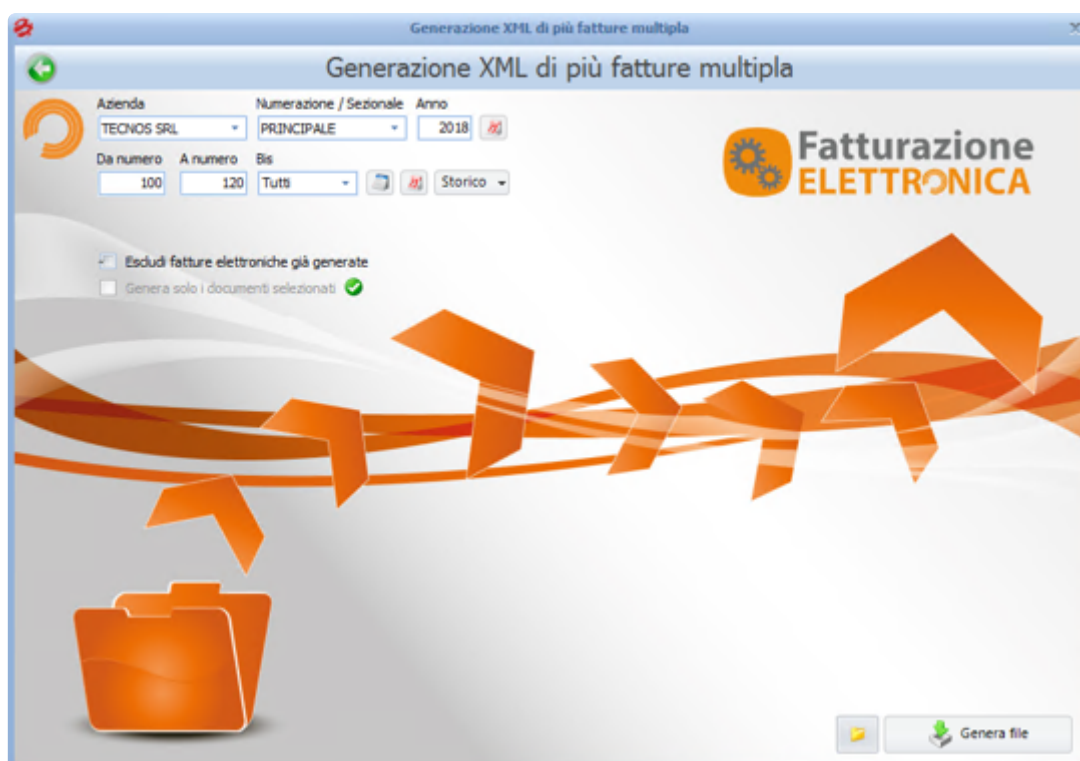 Generazione XML di più fatture multipla
Generazione XML di più fatture multipla
Azienda Numerazione / Sezionale Anno
TECNOS SRL PRINCIPALE 2018
Da numero A numero Bis
100 120 Tutti Storico
Fatturazione
ELETTRONICA
Escludi fatture elettroniche già generate
Genera solo i documenti selezionati
Genera file